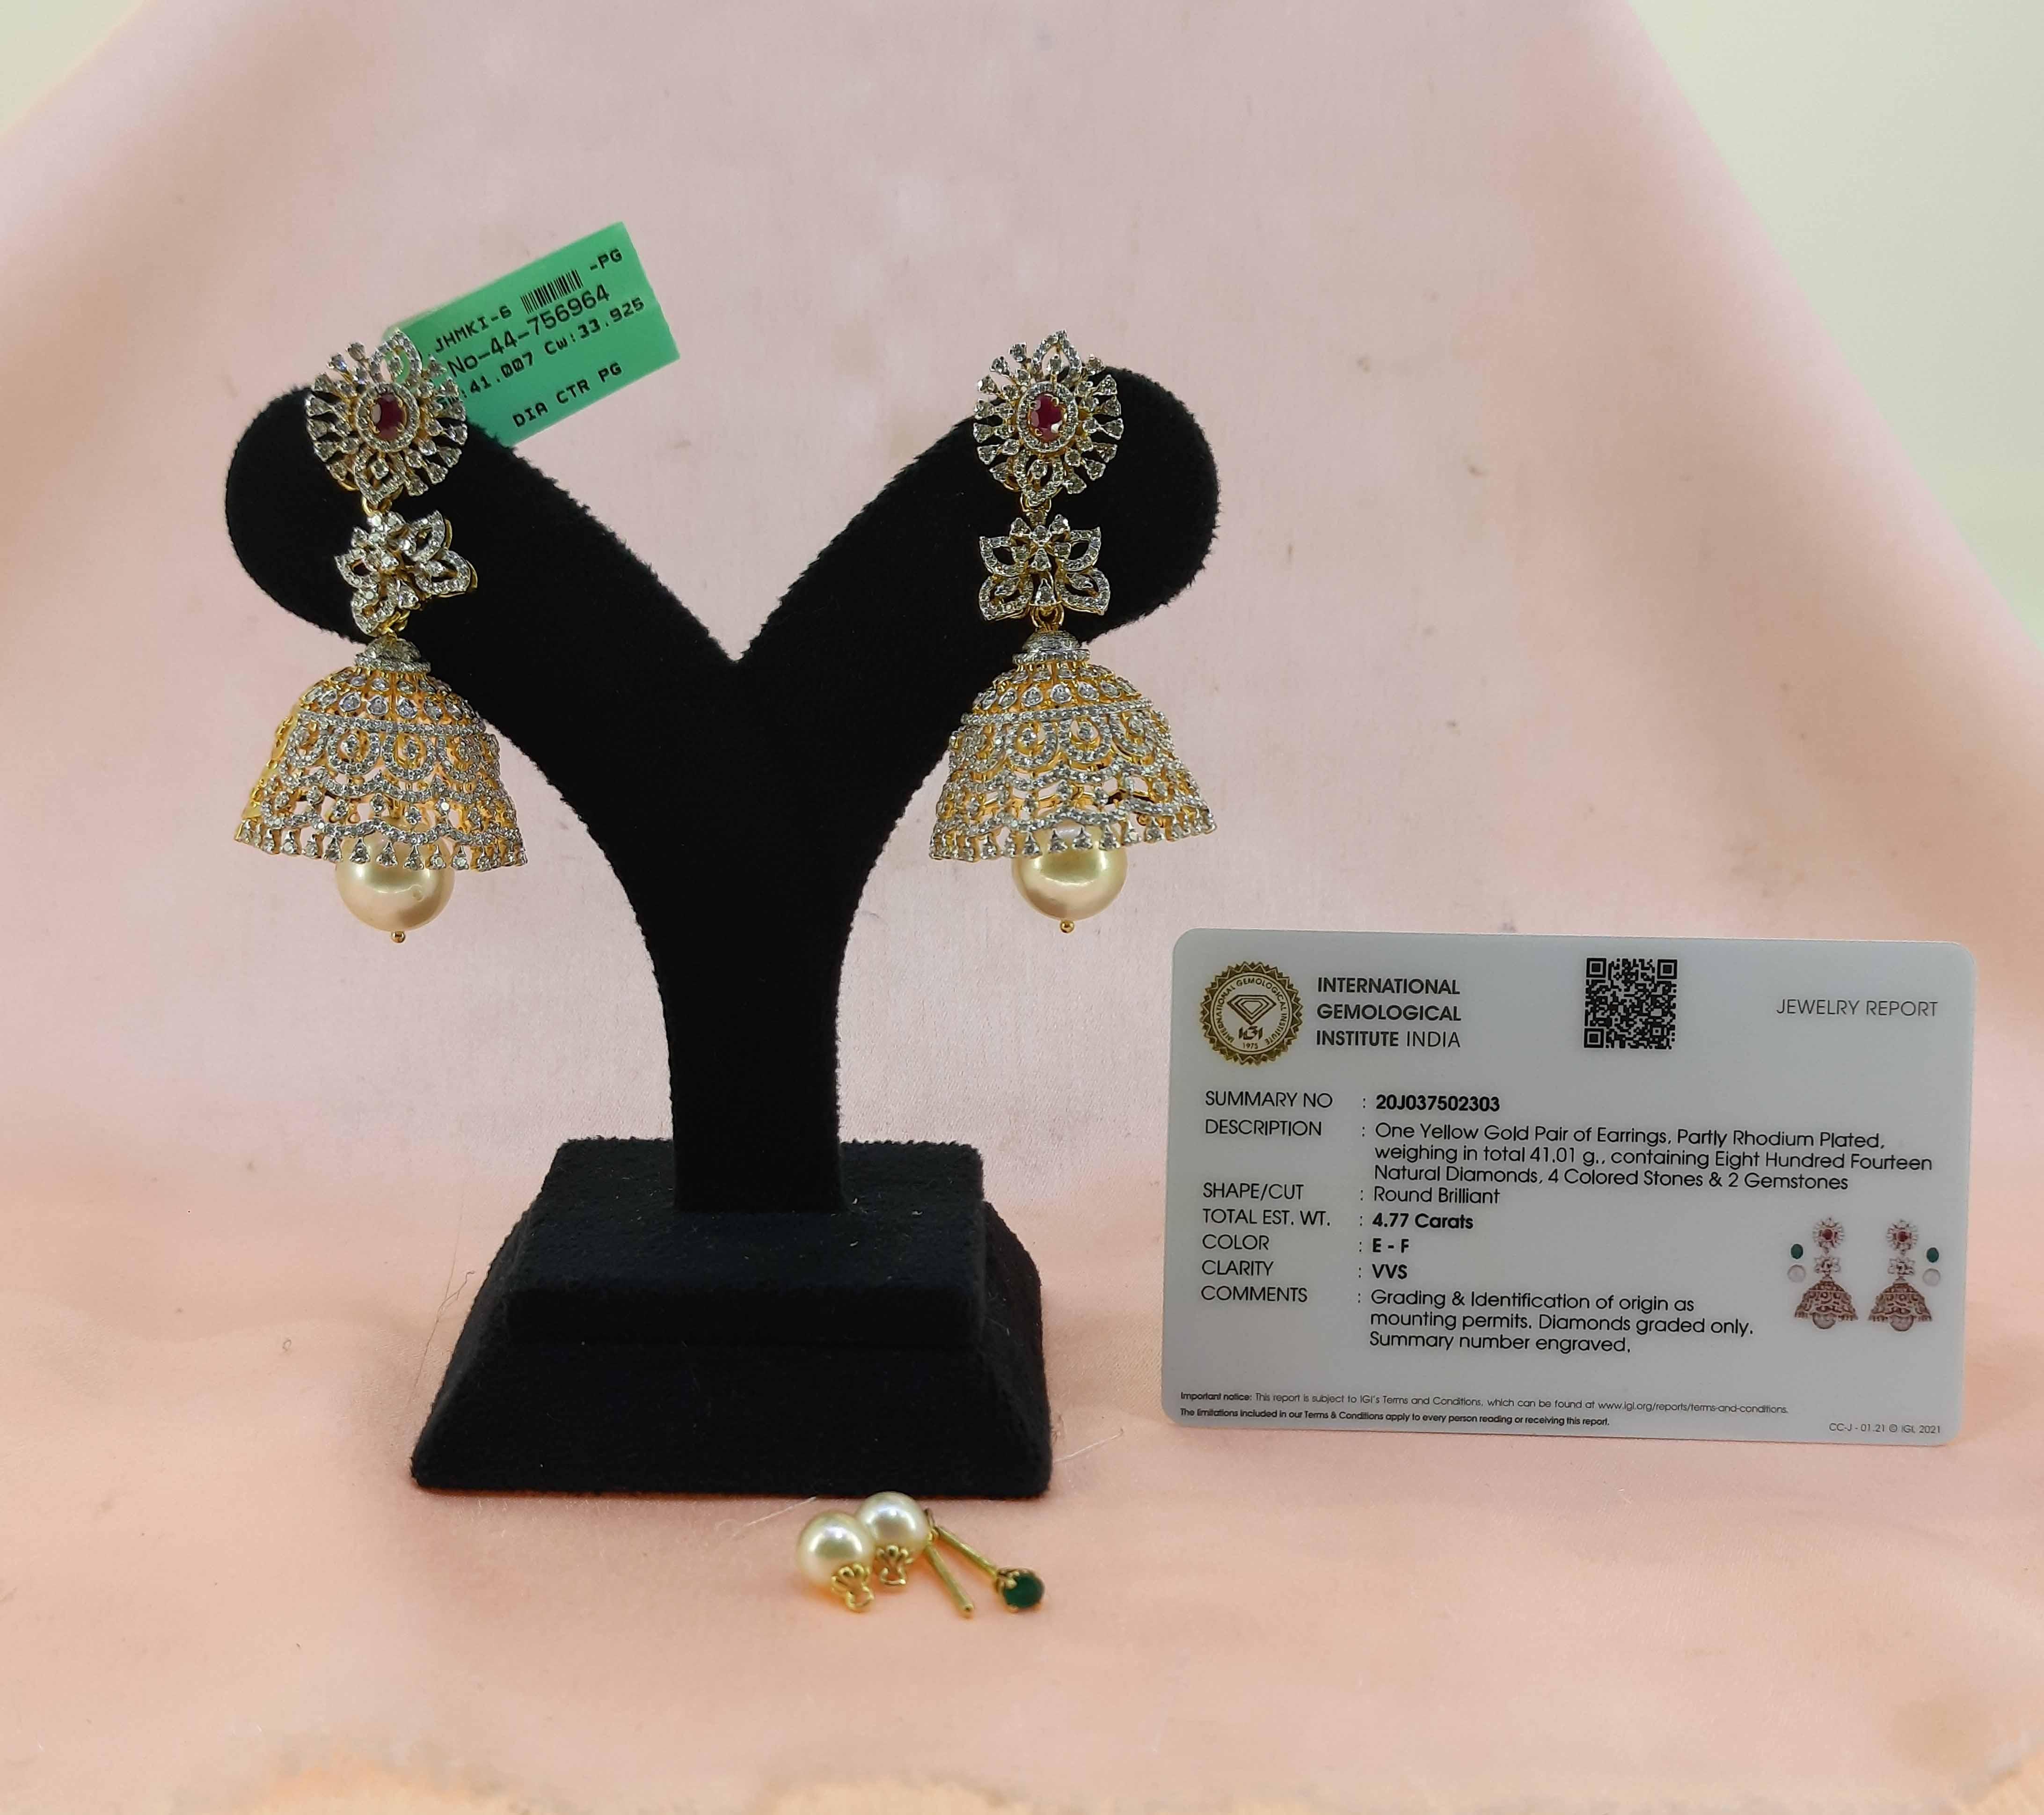 JHMKI-6 -PG
No-44-756964
:41.007 Cw:33.925
DIA CTR PG
INTERNATIONAL GEMOLOGICAL INSTITUTE
IGI
1975
INTERNATIONAL
GEMOLOGICAL
INSTITUTE INDIA
JEWELRY REPORT
SUMMARY NO : 20J037502303
DESCRIPTION : One Yellow Gold Pair of Earrings, Partly Rhodium Plated,
weighing in total 41.01 g., containing Eight Hundred Fourteen
Natural Diamonds, 4 Colored Stones & 2 Gemstones
SHAPE/CUT : Round Brilliant
TOTAL EST. WT. : 4.77 Carats
COLOR : E - F
CLARITY : VVS
COMMENTS : Grading & Identification of origin as
mounting permits. Diamonds graded only.
Summary number engraved.
Important notice: This report is subject to IGI's Terms and Conditions, which can be found at www.igi.org/reports/terms-and-conditions.
The limitations included in our Terms & Conditions apply to every person reading or receiving this report.
CC-J - 01.21 © IGI, 2021